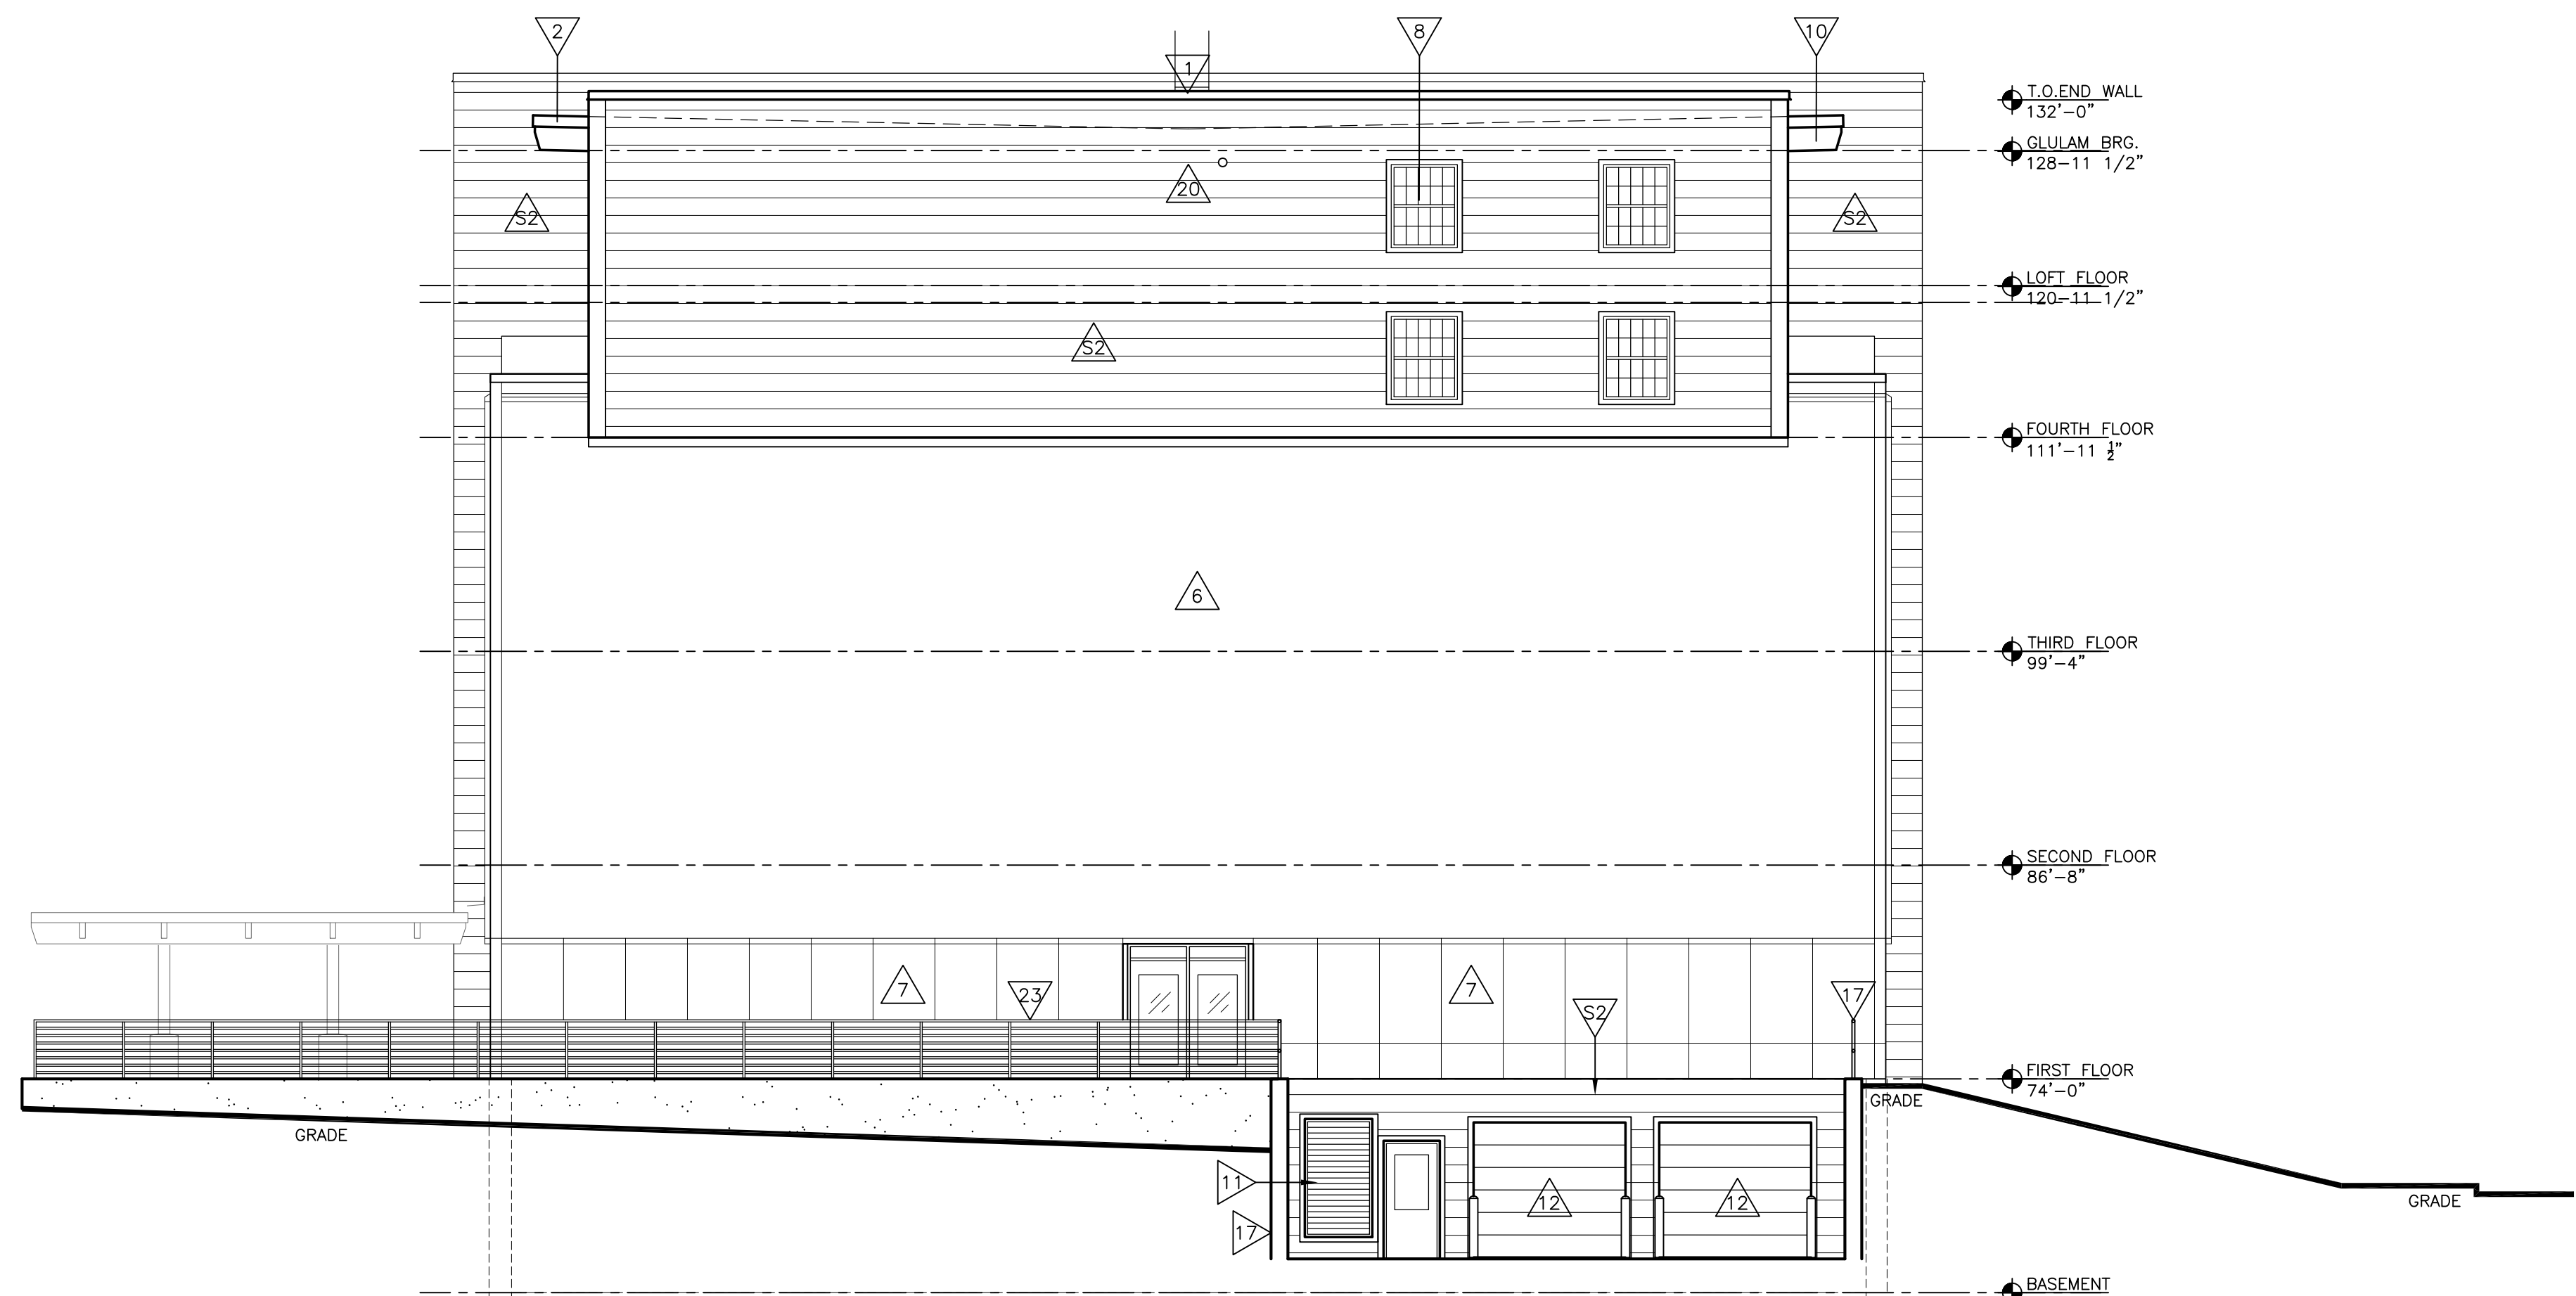 2
8
10
1
T.O.END WALL
132'-0"
GLULAM BRG.
128-11 1/2"
20
S2
S2
LOFT FLOOR
120-11 1/2"
S2
FOURTH FLOOR
111'-11 1/2"
6
THIRD FLOOR
99'-4"
SECOND FLOOR
86'-8"
7
7
23
17
S2
FIRST FLOOR
74'-0"
GRADE
GRADE
11
12
12
GRADE
17
BASEMENT